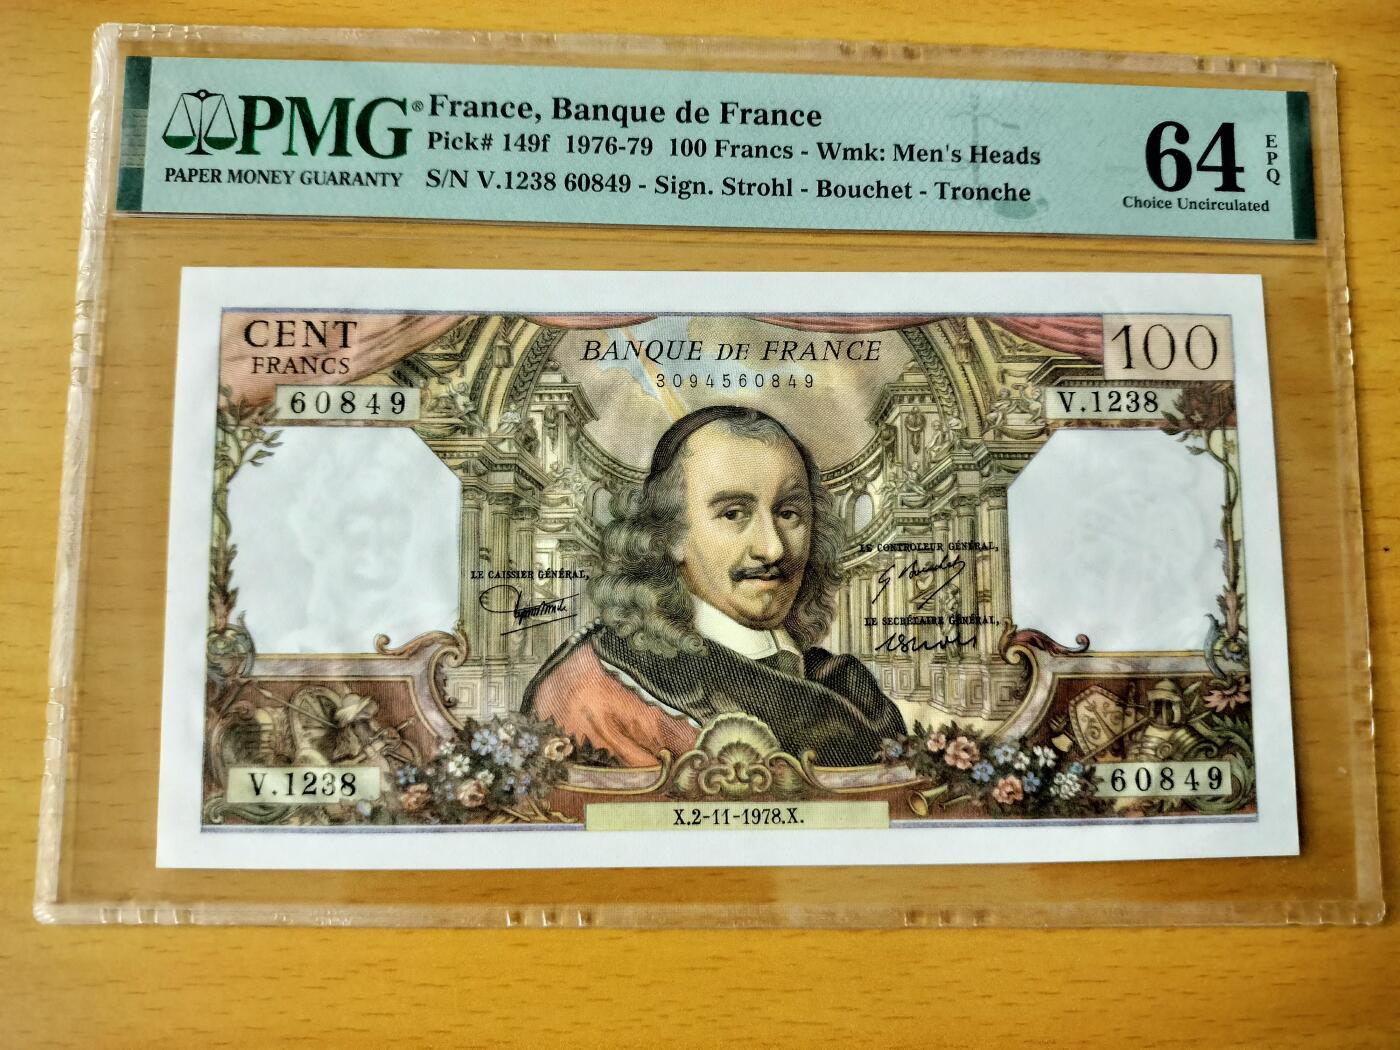 PMG®
PAPER MONEY GUARANTY
France, Banque de France
Pick# 149f 1976-79 100 Francs - Wmk: Men's Heads
S/N V.1238 60849 - Sign. Strohl - Bouchet - Tronche
64
EPQ
Choice Uncirculated
CENT
FRANCS
BANQUE DE FRANCE
100
3094560849
60849
V.1238
LE CAISSIER GÉNÉRAL,
LE CONTROLEUR GÉNÉRAL,
LE SECRÉTAIRE GÉNÉRAL,
V.1238
60849
X.2-11-1978.X.